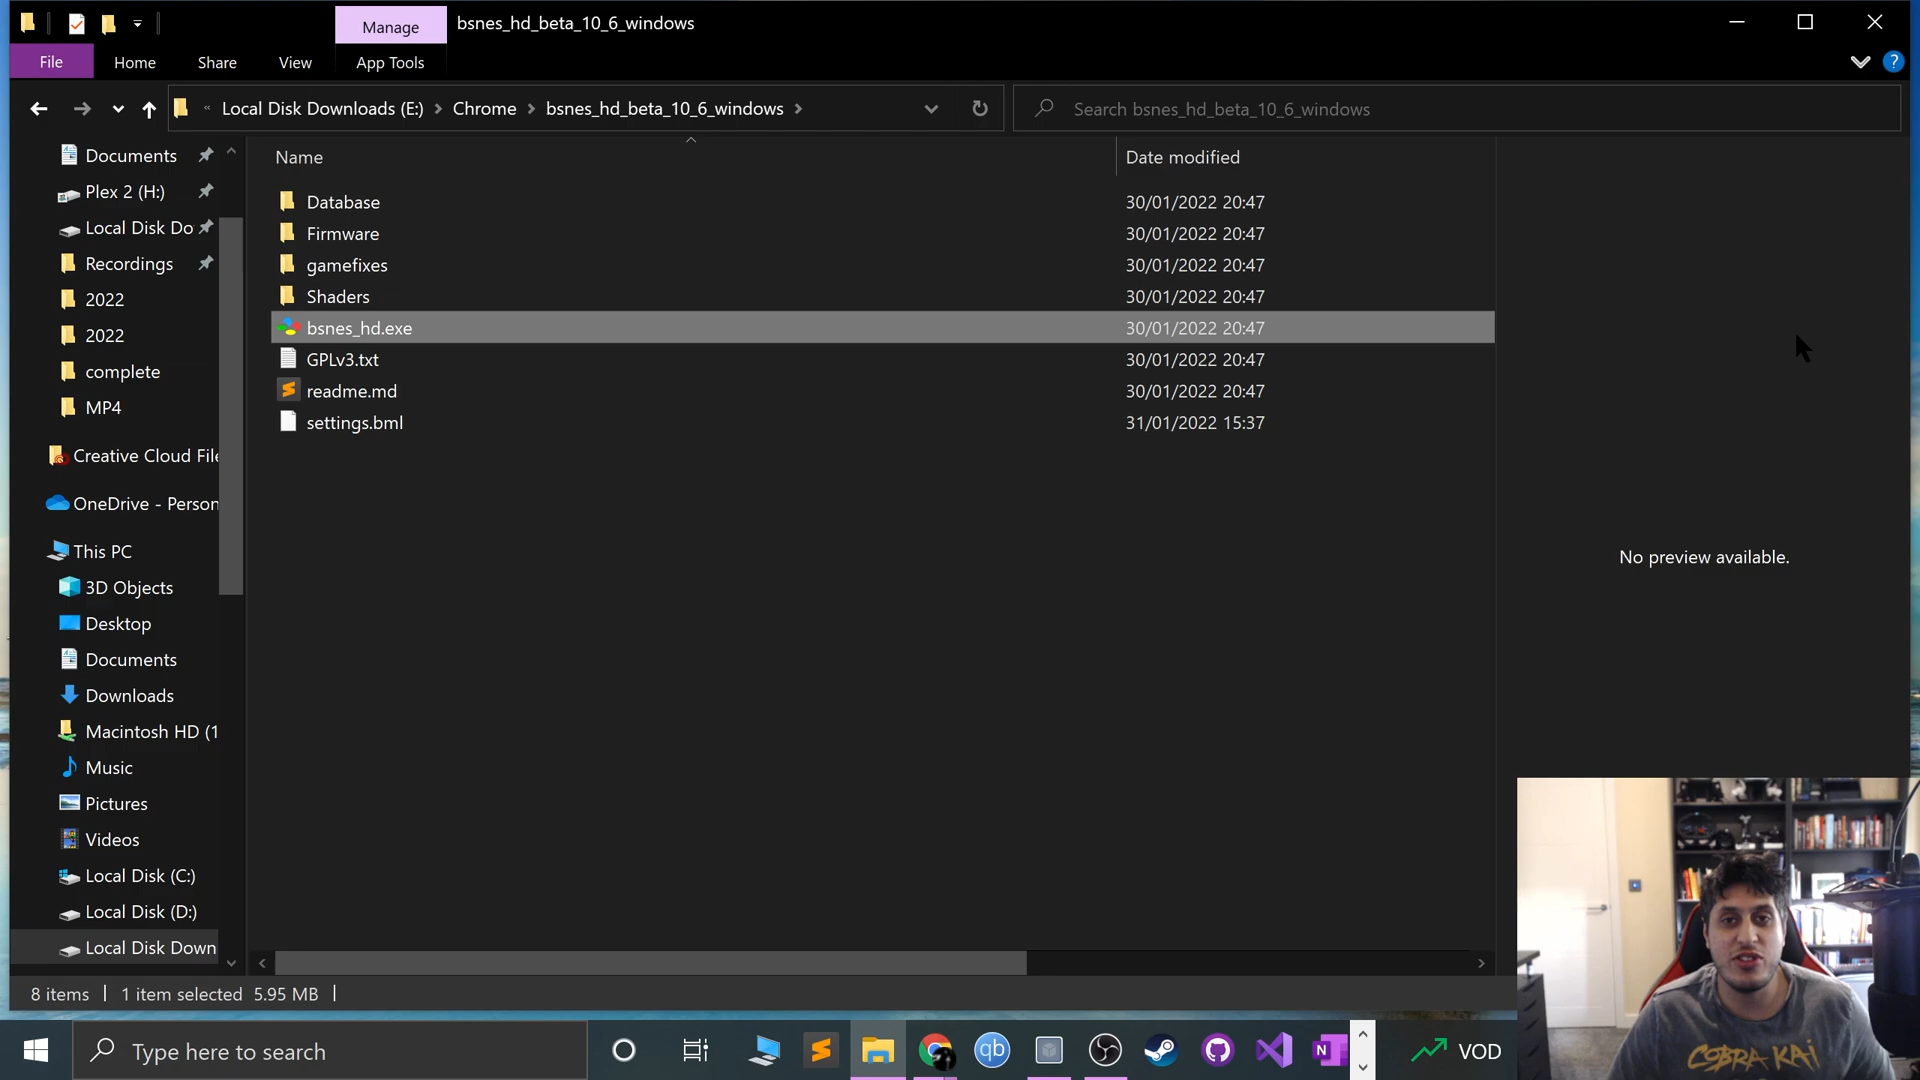 Manage
bsnes_hd_beta_10_6_windows
File
Home
Share
View
App Tools
?
« Local Disk Downloads (E:) > Chrome > bsnes_hd_beta_10_6_windows >
Search bsnes_hd_beta_10_6_windows
Documents
Plex 2 (H:)
Local Disk Do
Recordings
2022
2022
complete
MP4
Creative Cloud File
OneDrive - Person
This PC
3D Objects
Desktop
Documents
Downloads
Macintosh HD (1
Music
Pictures
Videos
Local Disk (C:)
Local Disk (D:)
Local Disk Down
Name
Date modified
Database 30/01/2022 20:47
Firmware 30/01/2022 20:47
gamefixes 30/01/2022 20:47
Shaders 30/01/2022 20:47
bsnes_hd.exe 30/01/2022 20:47
GPLv3.txt 30/01/2022 20:47
readme.md 30/01/2022 20:47
settings.bml 31/01/2022 15:37
No preview available.
8 items
1 item selected 5.95 MB
COBRA KAI
Type here to search
qb
N
VOD